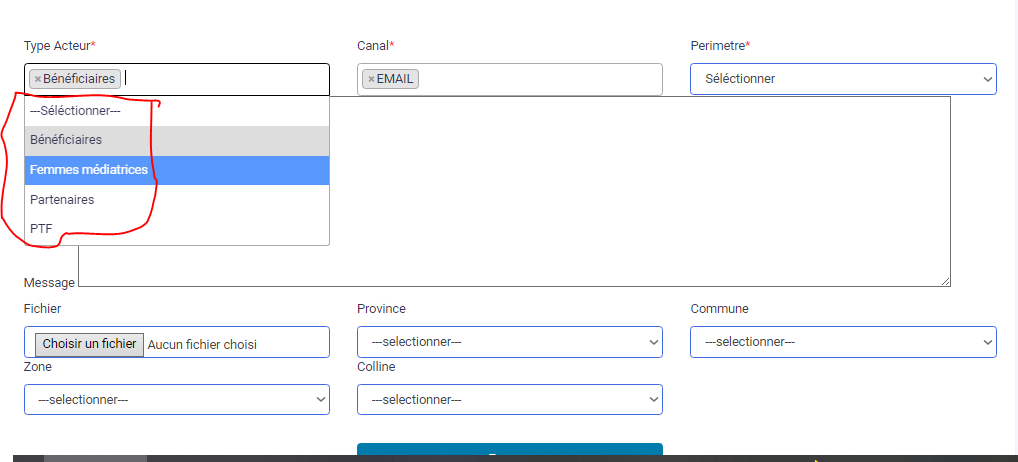 Type Acteur* Canal* Perimetre*
×Bénéficiaires ×EMAIL Séléctionner
---Séléctionner---
Bénéficiaires
Femmes médiatrices
Partenaires
PTF
Message
Fichier Province Commune
Choisir un fichier Aucun fichier choisi ---selectionner--- ---selectionner---
Zone Colline
---selectionner--- ---selectionner---